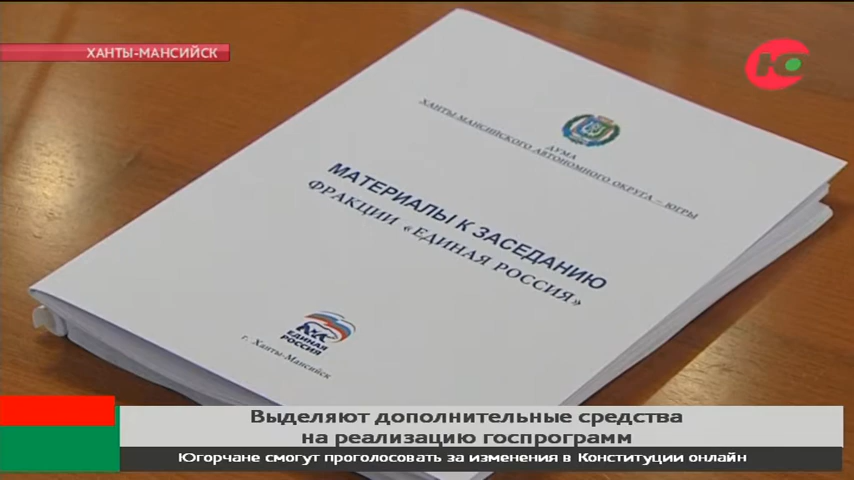 ХАНТЫ-МАНСИЙСК
Ю
ДУМА
ХАНТЫ-МАНСИЙСКОГО АВТОНОМНОГО ОКРУГА – ЮГРЫ
МАТЕРИАЛЫ К ЗАСЕДАНИЮ
ФРАКЦИИ «ЕДИНАЯ РОССИЯ»
ЕДИНАЯ
РОССИЯ
г. Ханты-Мансийск
Выделяют дополнительные средства
на реализацию госпрограмм
Югорчане смогут проголосовать за изменения в Конституции онлайн